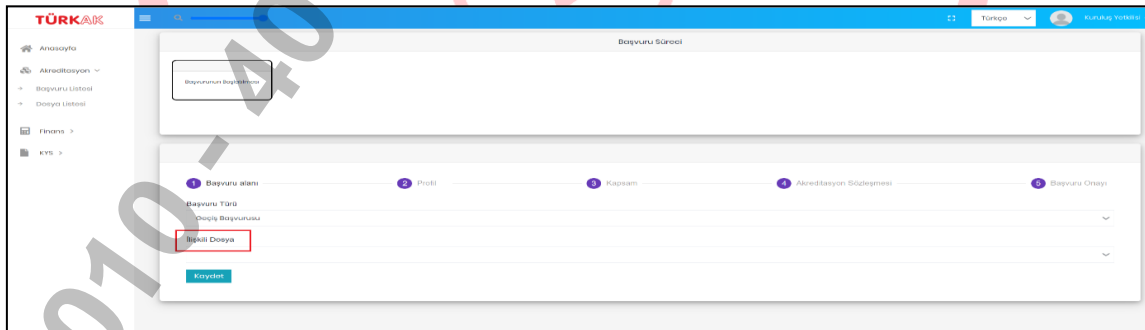 TÜRKAK
Türkçe
Kuruluş Yetkilisi
Anasayfa
Akreditasyon
Başvuru Listesi
Dosya Listesi
Finans >
KYS >
Başvuru Süreci
Başvurunun Başlatılması
1 Başvuru alanı
2 Profil
3 Kapsam
4 Akreditasyon Sözleşmesi
5 Başvuru Onayı
Başvuru Türü
Geçiş Başvurusu
İlişkili Dosya
Kaydet